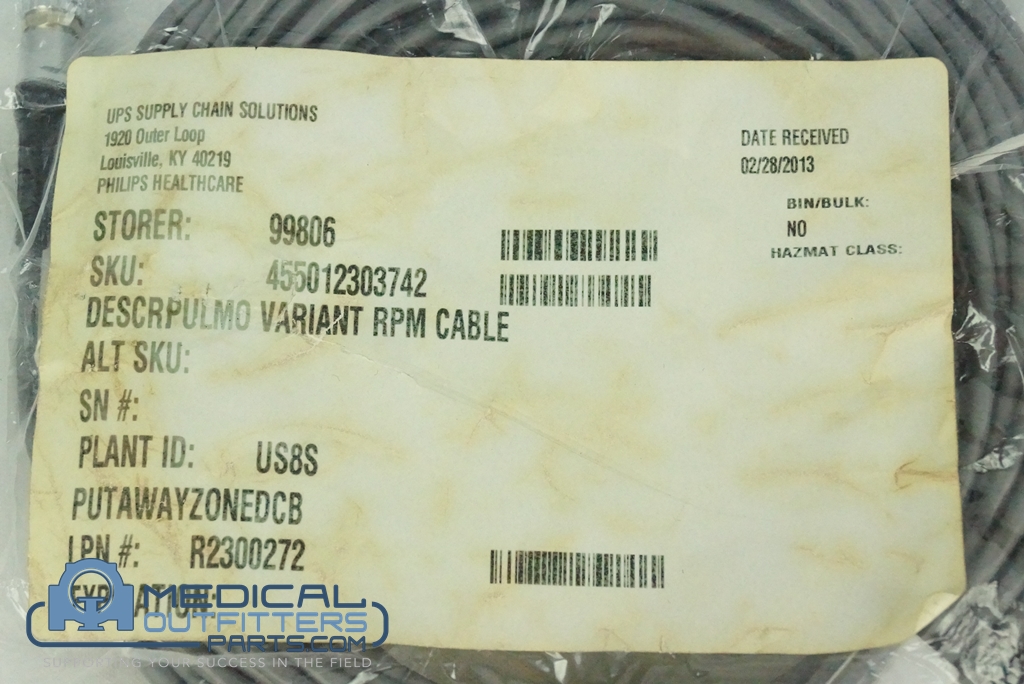 UPS SUPPLY CHAIN SOLUTIONS
1920 Outer Loop
Louisville, KY 40219
PHILIPS HEALTHCARE
DATE RECEIVED
02/28/2013
BIN/BULK:
NO
HAZMAT CLASS:
STORER: 99806
SKU: 455012303742
DESCRPULMO VARIANT RPM CABLE
ALT SKU:
SN #:
PLANT ID: US8S
PUTAWAYZONEDCB
LPN #: R2300272
MEDICAL
OUTFITTERS
PARTS.COM
SUPPORTING YOUR SUCCESS IN THE FIELD